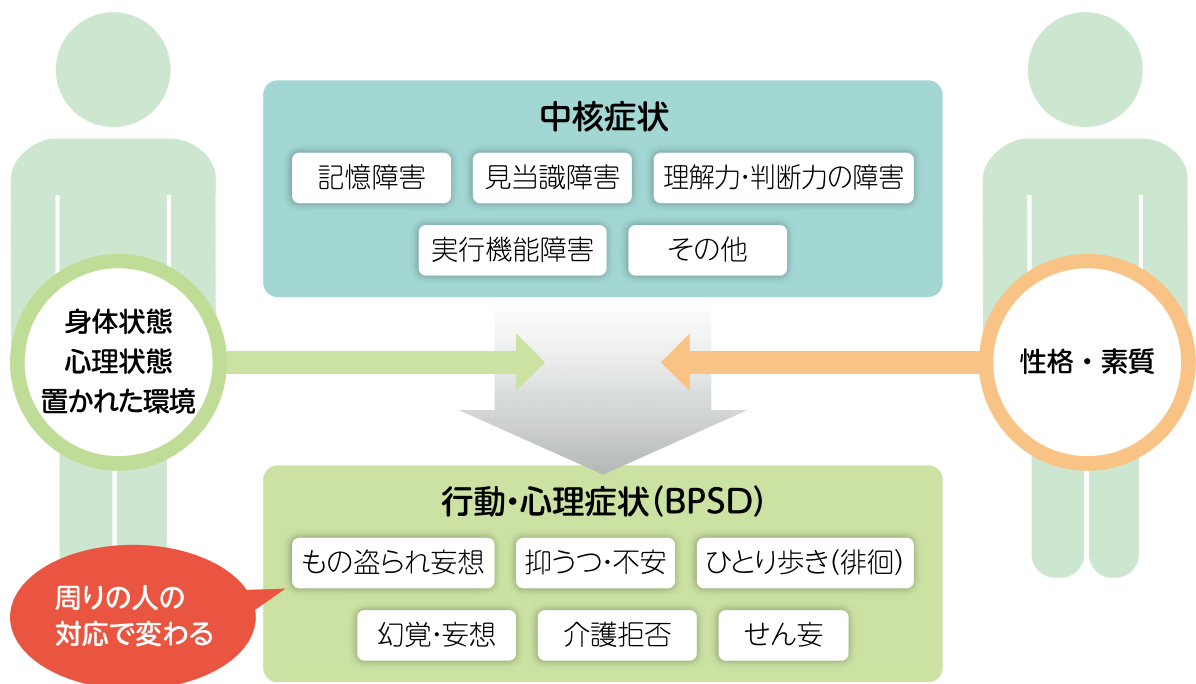 中核症状
記憶障害
見当識障害
理解力・判断力の障害
実行機能障害
その他
身体状態
心理状態
置かれた環境
性格・素質
行動・心理症状(BPSD)
もの盗られ妄想
抑うつ・不安
ひとり歩き(徘徊)
幻覚・妄想
介護拒否
せん妄
周りの人の
対応で変わる